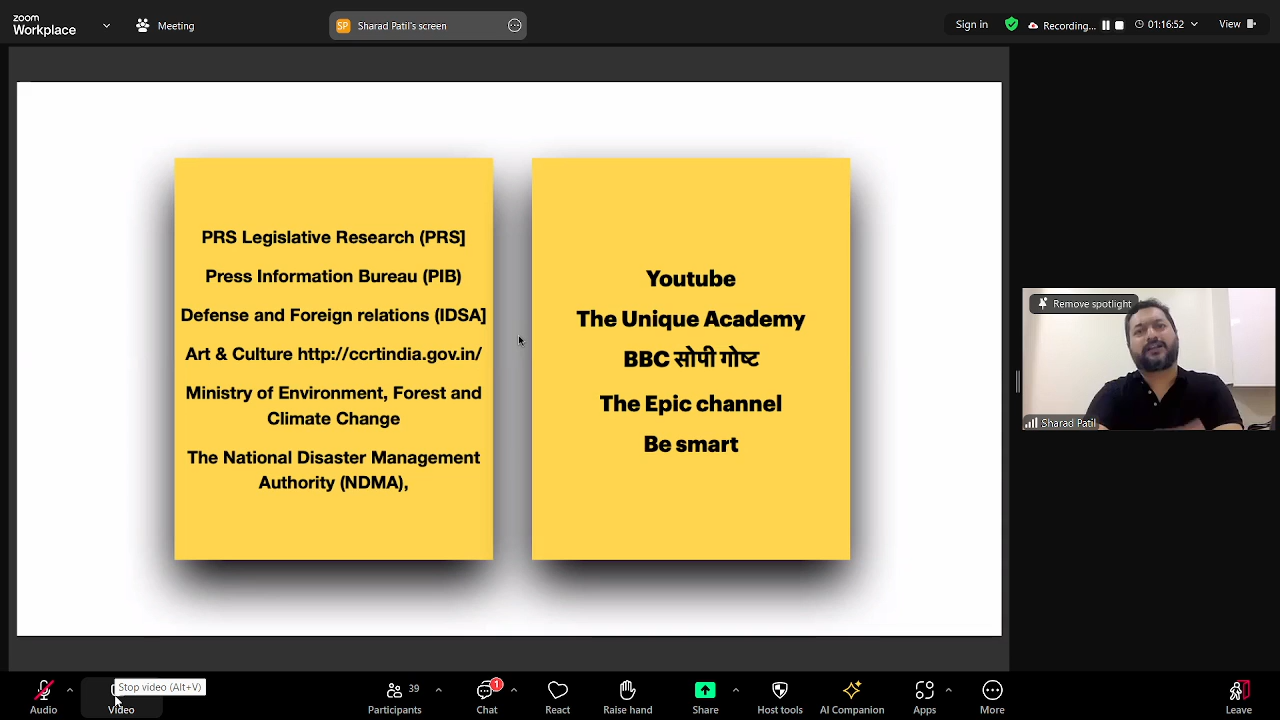 zoom
Workplace
Meeting
SP Sharad Patil's screen
Sign in
Recording...
01:16:52
View
PRS Legislative Research (PRS]
Press Information Bureau (PIB)
Defense and Foreign relations (IDSA]
Art & Culture http://ccrtindia.gov.in/
Ministry of Environment, Forest and
Climate Change
The National Disaster Management
Authority (NDMA),
Youtube
The Unique Academy
BBC सोपी गोष्ट
The Epic channel
Be smart
Remove spotlight
Sharad Patil
Stop video (Alt+V)
Audio
Video
39
Participants
1
Chat
React
Raise hand
Share
Host tools
AI Companion
Apps
More
Leave